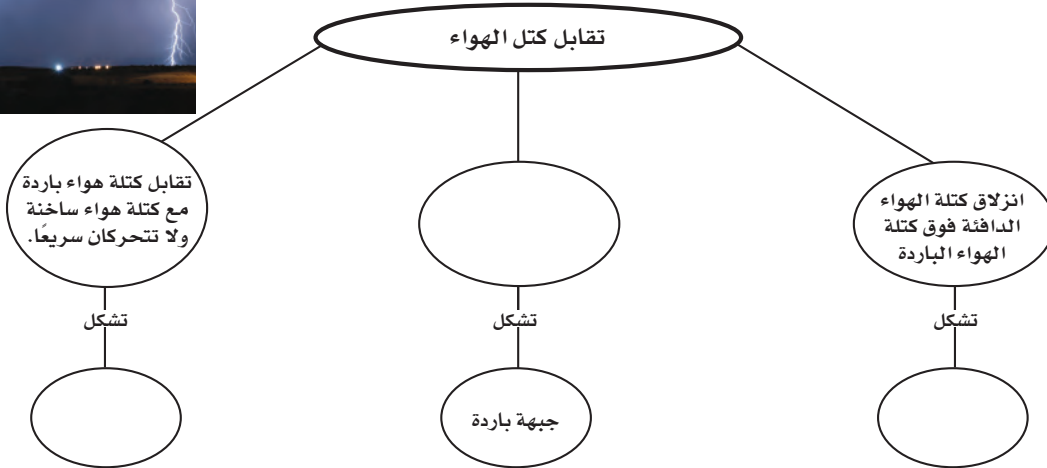 تقابل كتل الهواء
انزلاق كتلة الهواء
الدافئة فوق كتلة
الهواء الباردة
تقابل كتلة هواء باردة
مع كتلة هواء ساخنة
ولا تتحركان سريعًا.
تشكل
تشكل
تشكل
جبهة باردة